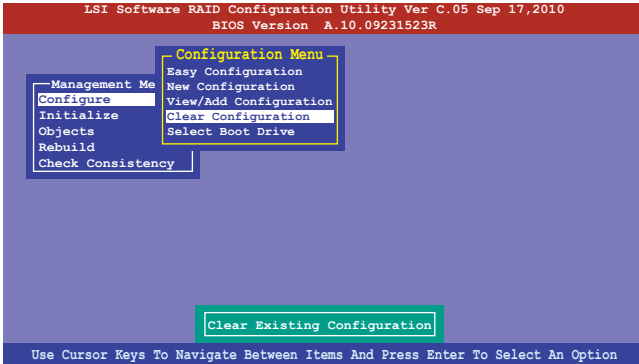 LSI Software RAID Configuration Utility Ver C.05 Sep 17,2010
BIOS Version A.10.09231523R
Management Me
Configure
Initialize
Objects
Rebuild
Check Consistency
Configuration Menu
Easy Configuration
New Configuration
View/Add Configuration
Clear Configuration
Select Boot Drive
Clear Existing Configuration
Use Cursor Keys To Navigate Between Items And Press Enter To Select An Option